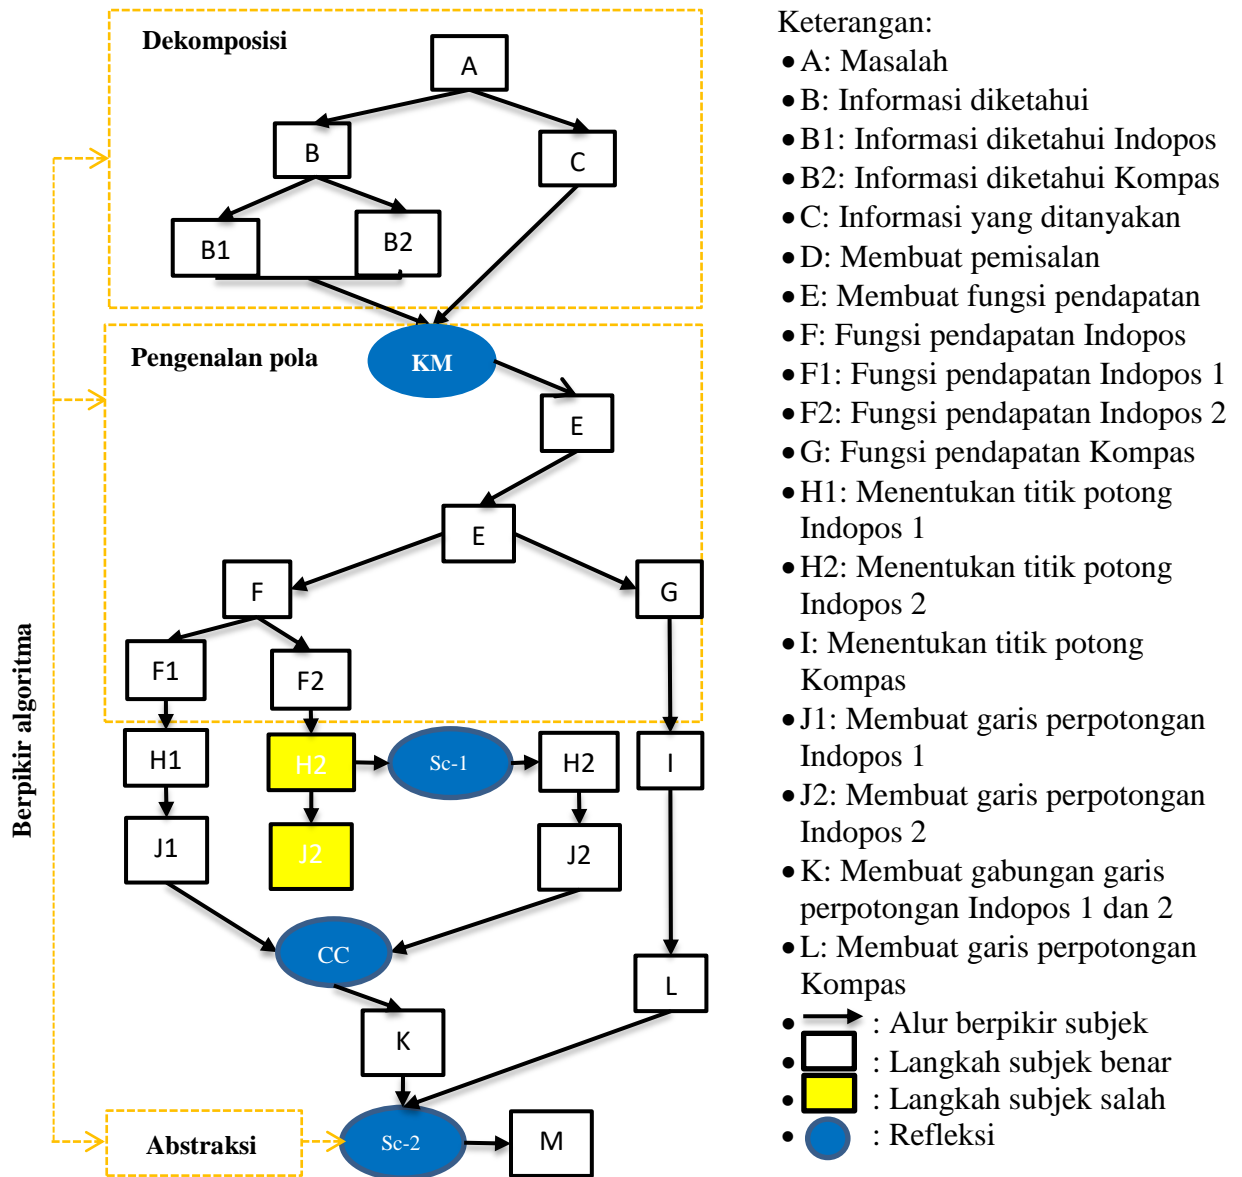 Dekomposisi
A
B
C
B1
B2
Pengenalan pola
KM
E
E
F
G
F1
F2
H1
H2
Sc-1
H2
I
J1
J2
J2
CC
L
K
Abstraksi
Sc-2
M
Berpikir algoritma
Keterangan:
• A: Masalah
• B: Informasi diketahui
• B1: Informasi diketahui Indopos
• B2: Informasi diketahui Kompas
• C: Informasi yang ditanyakan
• D: Membuat pemisalan
• E: Membuat fungsi pendapatan
• F: Fungsi pendapatan Indopos
• F1: Fungsi pendapatan Indopos 1
• F2: Fungsi pendapatan Indopos 2
• G: Fungsi pendapatan Kompas
• H1: Menentukan titik potong
Indopos 1
• H2: Menentukan titik potong
Indopos 2
• I: Menentukan titik potong
Kompas
• J1: Membuat garis perpotongan
Indopos 1
• J2: Membuat garis perpotongan
Indopos 2
• K: Membuat gabungan garis
perpotongan Indopos 1 dan 2
• L: Membuat garis perpotongan
Kompas
• : Alur berpikir subjek
• : Langkah subjek benar
• : Langkah subjek salah
• : Refleksi